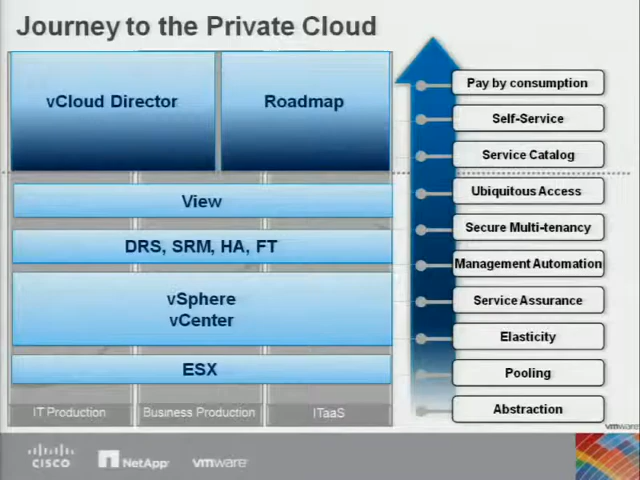 Journey to the Private Cloud
vCloud Director
Roadmap
View
DRS, SRM, HA, FT
vSphere
vCenter
ESX
IT Production
Business Production
ITaaS
Pay by consumption
Self-Service
Service Catalog
Ubiquitous Access
Secure Multi-tenancy
Management Automation
Service Assurance
Elasticity
Pooling
Abstraction
vmware
CISCO
NetApp
vmware